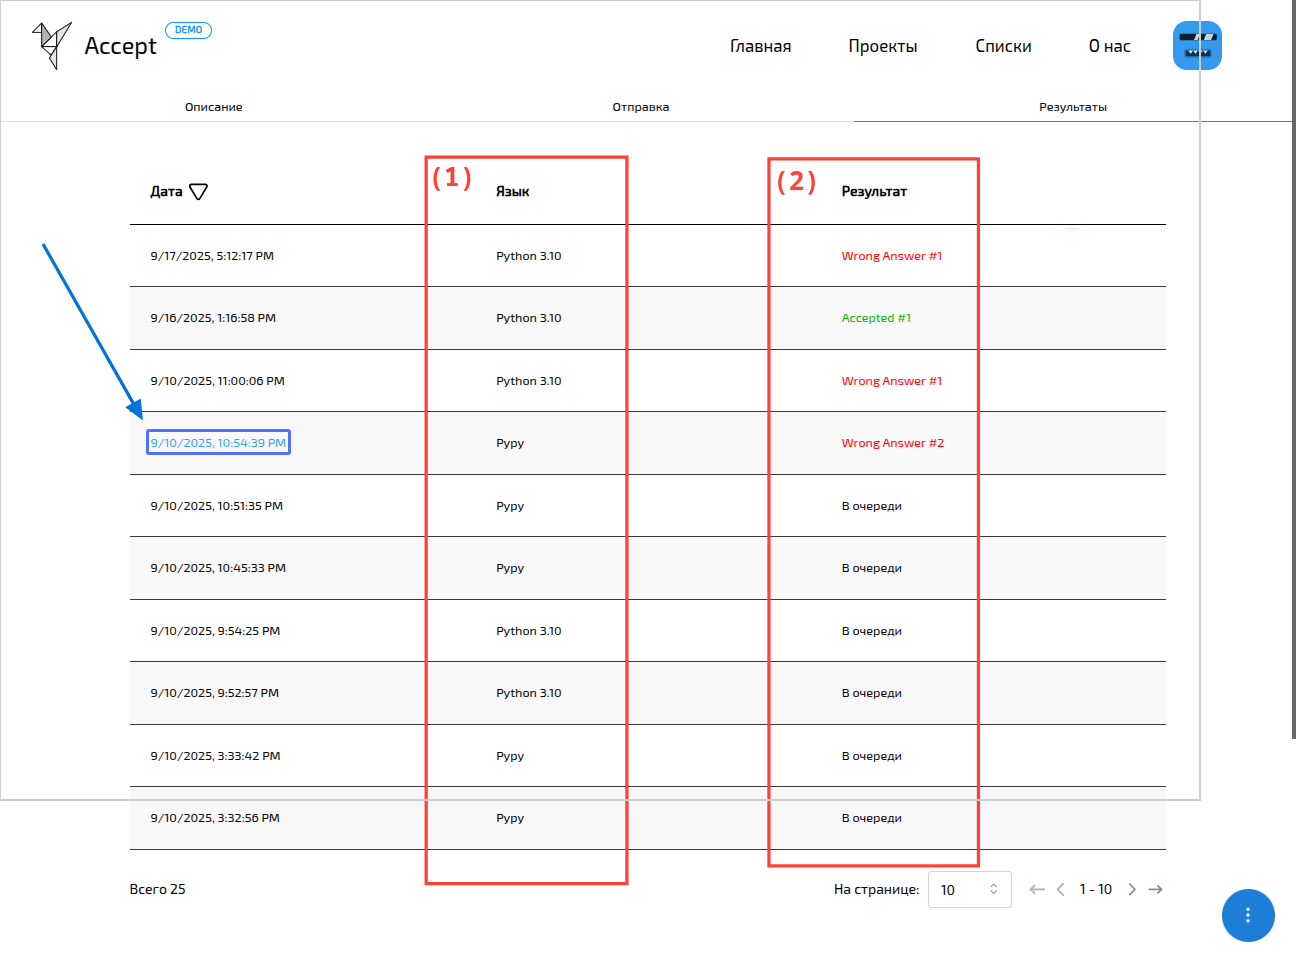 Accept DEMO Главная Проекты Списки О нас
Описание Отправка Результаты
(1) (2)
Дата Язык Результат
9/17/2025, 5:12:17 PM Python 3.10 Wrong Answer #1
9/16/2025, 1:16:58 PM Python 3.10 Accepted #1
9/10/2025, 11:00:06 PM Python 3.10 Wrong Answer #1
9/10/2025, 10:54:39 PM Pypy Wrong Answer #2
9/10/2025, 10:51:35 PM Pypy В очереди
9/10/2025, 10:45:33 PM Pypy В очереди
9/10/2025, 9:54:25 PM Python 3.10 В очереди
9/10/2025, 9:52:57 PM Python 3.10 В очереди
9/10/2025, 3:33:42 PM Pypy В очереди
9/10/2025, 3:32:56 PM Pypy В очереди
Всего 25 На странице: 10 1 - 10